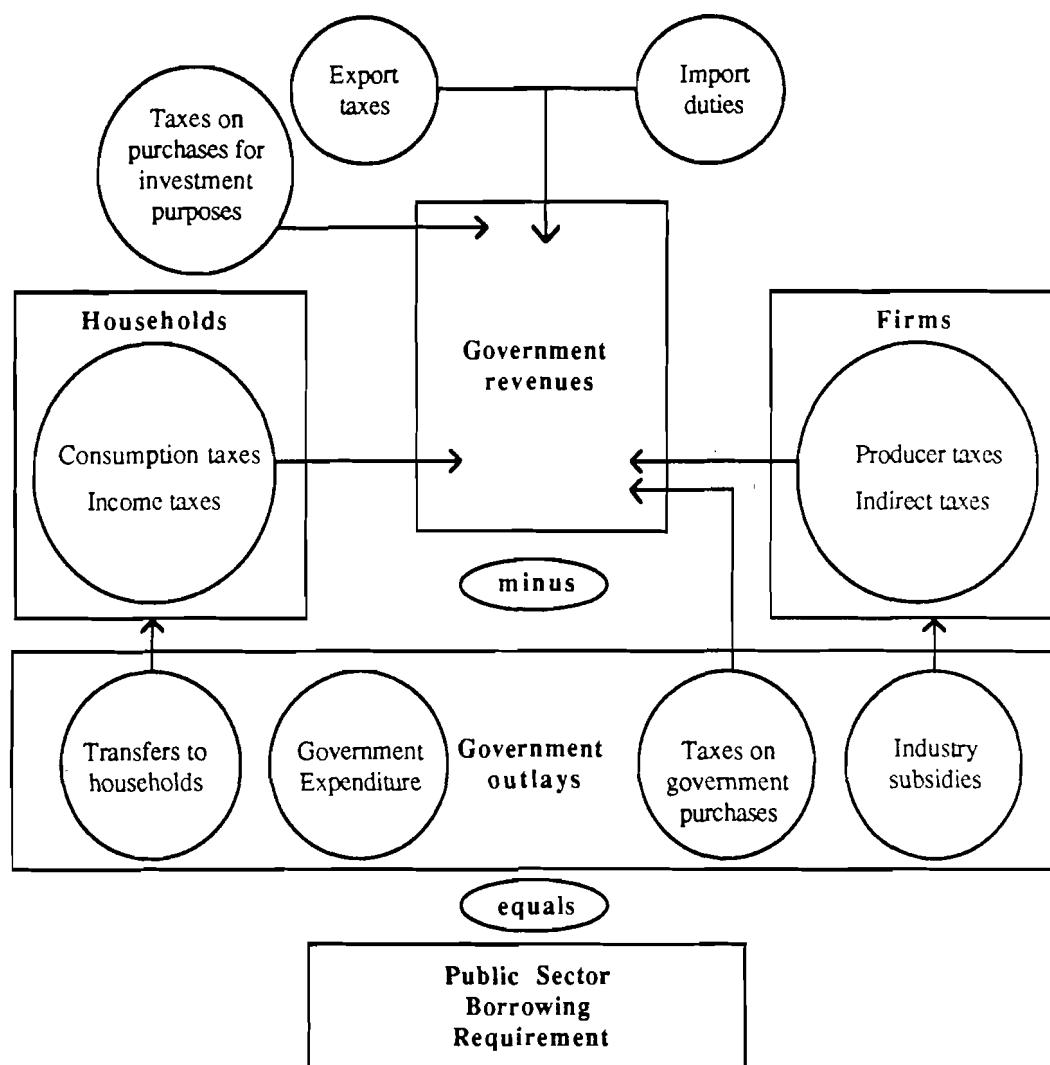 Export
taxes
Import
duties
Taxes on
purchases for
investment
purposes
Households
Government
revenues
Firms
Consumption taxes
Income taxes
Producer taxes
Indirect taxes
minus
Transfers to
households
Government
Expenditure
Government
outlays
Taxes on
government
purchases
Industry
subsidies
equals
Public Sector
Borrowing
Requirement